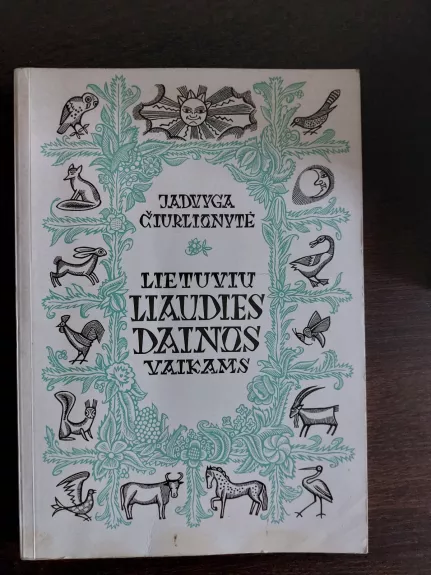 JADVYGA
ČIURLIONYTĖ
LIETUVIŲ
LIAUDIES
DAINOS
VAIKAMS